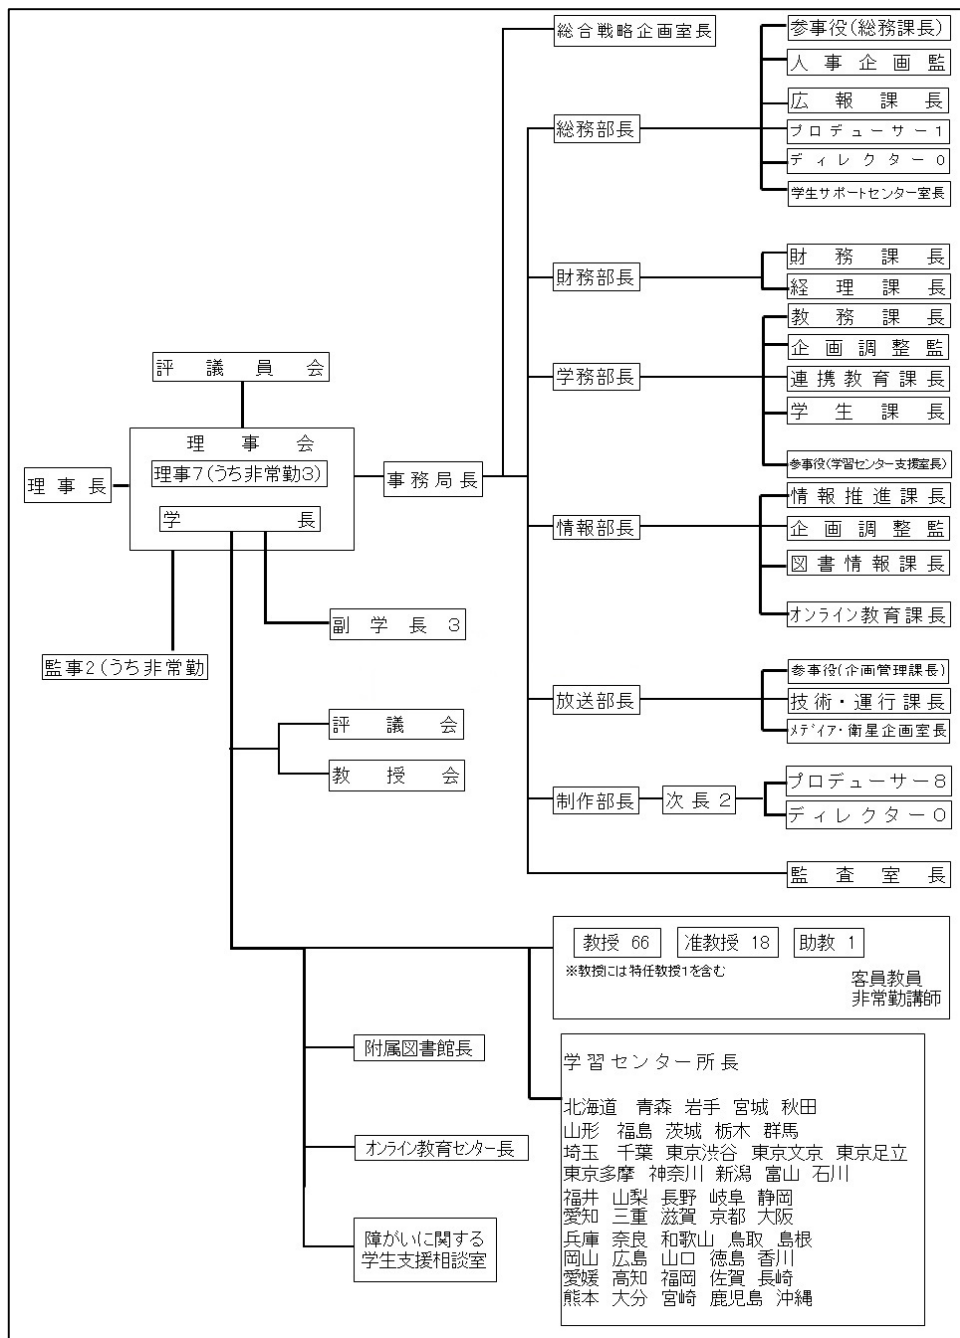 総合戦略企画室長
参事役(総務課長)
人事企画監
広報課長
総務部長
プロデューサー1
ディレクター0
学生サポートセンター室長
財務課長
財務部長
経理課長
教務課長
企画調整監
評議員会
学務部長
連携教育課長
学生課長
理事会
参事役(学習センター支援室長)
理事7(うち非常勤3)
理事長
事務局長
情報推進課長
学長
情報部長
企画調整監
図書情報課長
オンライン教育課長
副学長3
監事2(うち非常勤
参事役(企画管理課長)
放送部長
技術・運行課長
メディア・衛星企画室長
評議会
教授会
プロデューサー8
制作部長
次長2
ディレクター0
監査室長
教授 66
准教授 18
助教 1
※教授には特任教授1を含む
客員教員
非常勤講師
附属図書館長
学習センター所長
北海道 青森 岩手 宮城 秋田
山形 福島 茨城 栃木 群馬
埼玉 千葉 東京渋谷 東京文京 東京足立
東京多摩 神奈川 新潟 富山 石川
福井 山梨 長野 岐阜 静岡
愛知 三重 滋賀 京都 大阪
兵庫 奈良 和歌山 鳥取 島根
岡山 広島 山口 徳島 香川
愛媛 高知 福岡 佐賀 長崎
熊本 大分 宮崎 鹿児島 沖縄
オンライン教育センター長
障がいに関する
学生支援相談室